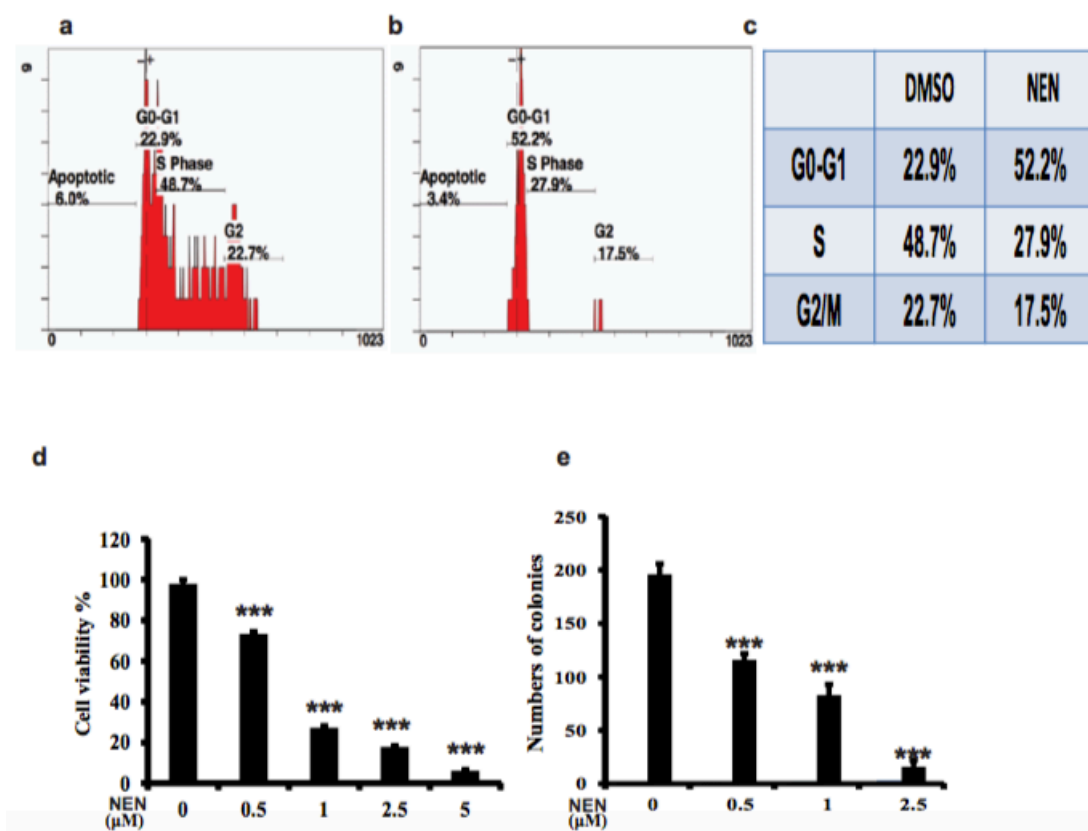 a
b
c
9
G0-G1
22.9%
S Phase
48.7%
Apoptotic
6.0%
G2
22.7%
0
1023
G0-G1
52.2%
S Phase
27.9%
Apoptotic
3.4%
G2
17.5%
0
1023
DMSO NEN
G0-G1 22.9% 52.2%
S 48.7% 27.9%
G2/M 22.7% 17.5%
d
Cell viability %
120
100
80
60
40
20
0
***
***
***
***
NEN 0 0.5 1 2.5 5
(μM)
e
Numbers of colonies
250
200
150
100
50
0
***
***
***
NEN 0 0.5 1 2.5
(μM)